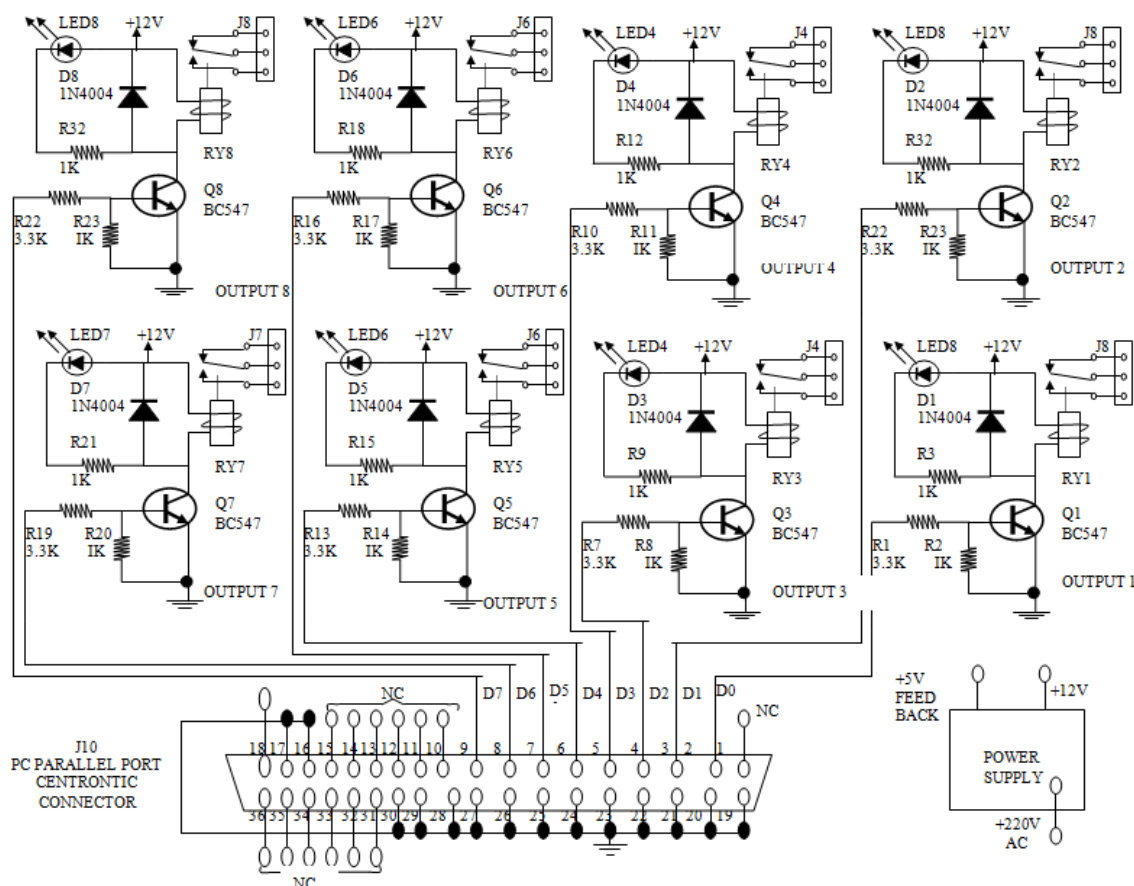 LED8 +12V J8
D8
1N4004
R32
1K
RY8
Q8
BC547
R22 R23
3.3K IK
OUTPUT 8
LED6 +12V J6
D6
1N4004
R18
1K
RY6
Q6
BC547
R16 R17
3.3K IK
OUTPUT 6
LED4 +12V J4
D4
1N4004
R12
1K
RY4
Q4
BC547
R10 R11
3.3K IK
OUTPUT 4
LED8 +12V J8
D2
1N4004
R32
1K
RY2
Q2
BC547
R22 R23
3.3K IK
OUTPUT 2
LED7 +12V J7
D7
1N4004
R21
1K
RY7
Q7
BC547
R19 R20
3.3K IK
OUTPUT 7
LED6 +12V J6
D5
1N4004
R15
1K
RY5
Q5
BC547
R13 R14
3.3K IK
OUTPUT 5
LED4 +12V J4
D3
1N4004
R9
1K
RY3
Q3
BC547
R7 R8
3.3K IK
OUTPUT 3
LED8 +12V J8
D1
1N4004
R3
1K
RY1
Q1
BC547
R1 R2
3.3K IK
OUTPUT 1
D7 D6 D5 D4 D3 D2 D1 D0
NC
NC
18 17 16 15 14 13 12 11 10 9 8 7 6 5 4 3 2 1
J10
PC PARALLEL PORT
CENTRONTIC
CONNECTOR
36 35 34 33 32 31 30 29 28 27 26 25 24 23 22 21 20 19
NC
+5V
FEED
BACK
+12V
POWER
SUPPLY
+220V
AC